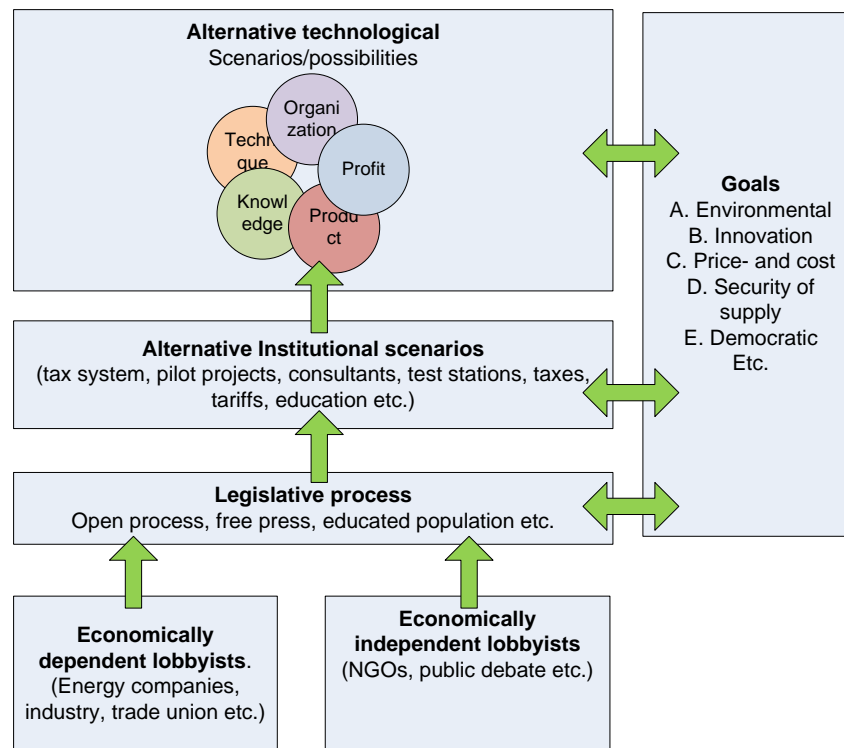 Alternative technological
Scenarios/possibilities
Organi
zation
Techni
que
Profit
Knowl
edge
Produ
ct
Goals
A. Environmental
B. Innovation
C. Price- and cost
D. Security of
supply
E. Democratic
Etc.
Alternative Institutional scenarios
(tax system, pilot projects, consultants, test stations, taxes,
tariffs, education etc.)
Legislative process
Open process, free press, educated population etc.
Economically
dependent lobbyists.
(Energy companies,
industry, trade union etc.)
Economically
independent lobbyists
(NGOs, public debate etc.)